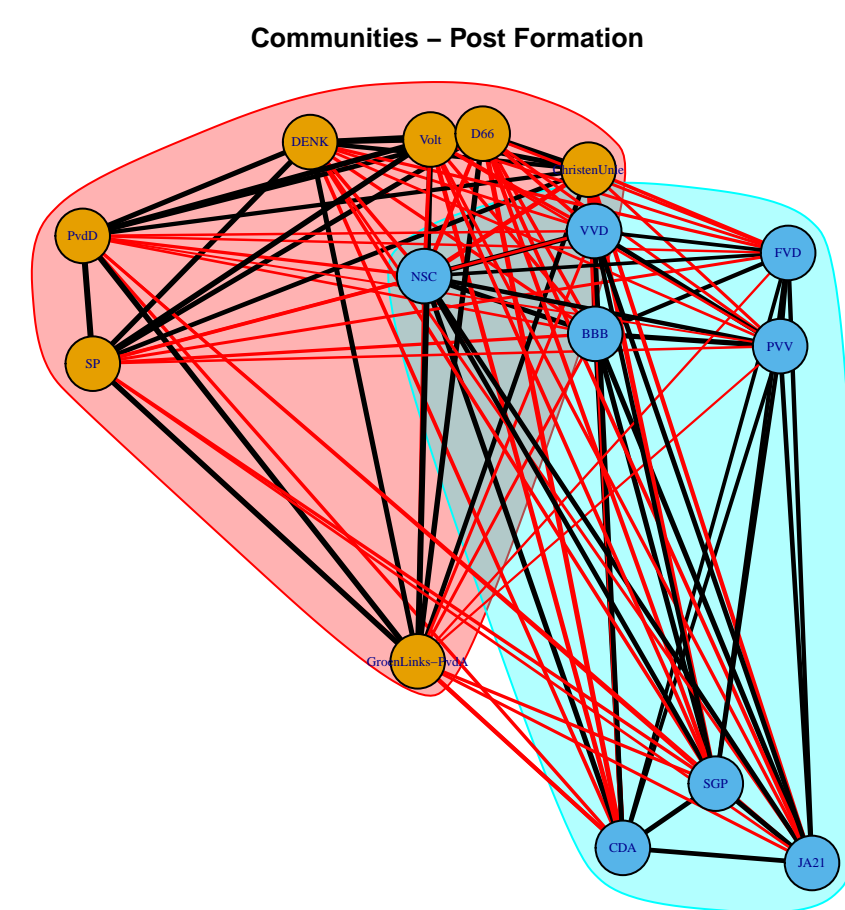 Communities – Post Formation
DENK
Volt
D66
ChristenUnie
PvdD
VVD
FVD
NSC
BBB
PVV
SP
GroenLinks–PvdA
SGP
CDA
JA21